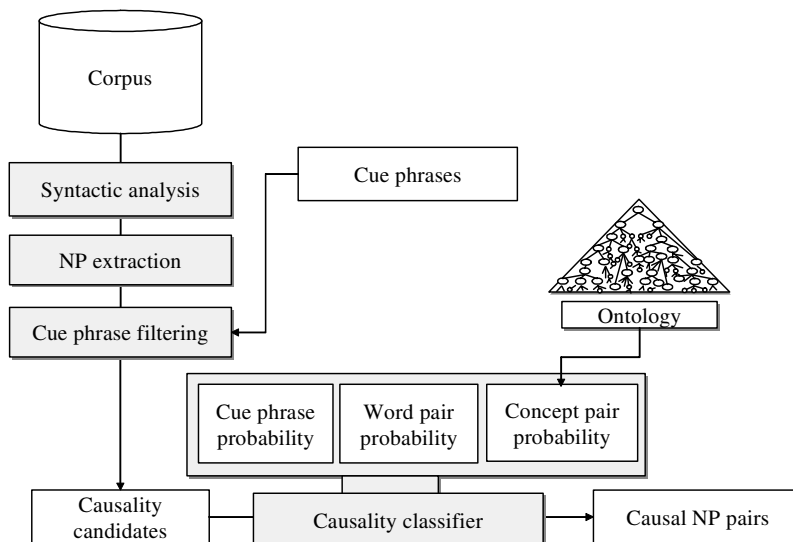 Corpus
Syntactic analysis
Cue phrases
NP extraction
Cue phrase filtering
Ontology
Cue phrase
probability
Word pair
probability
Concept pair
probability
Causality
candidates
Causality classifier
Causal NP pairs